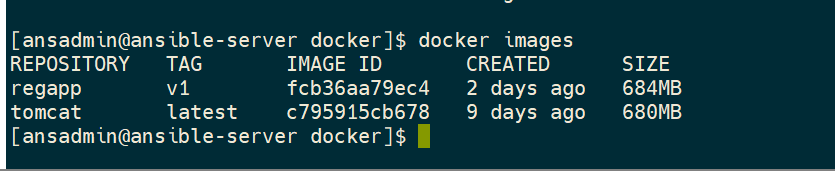 [ansadmin@ansible-server docker]$ docker images
REPOSITORY   TAG       IMAGE ID       CREATED      SIZE
regapp       v1        fcb36aa79ec4   2 days ago   684MB
tomcat       latest    c795915cb678   9 days ago   680MB
[ansadmin@ansible-server docker]$